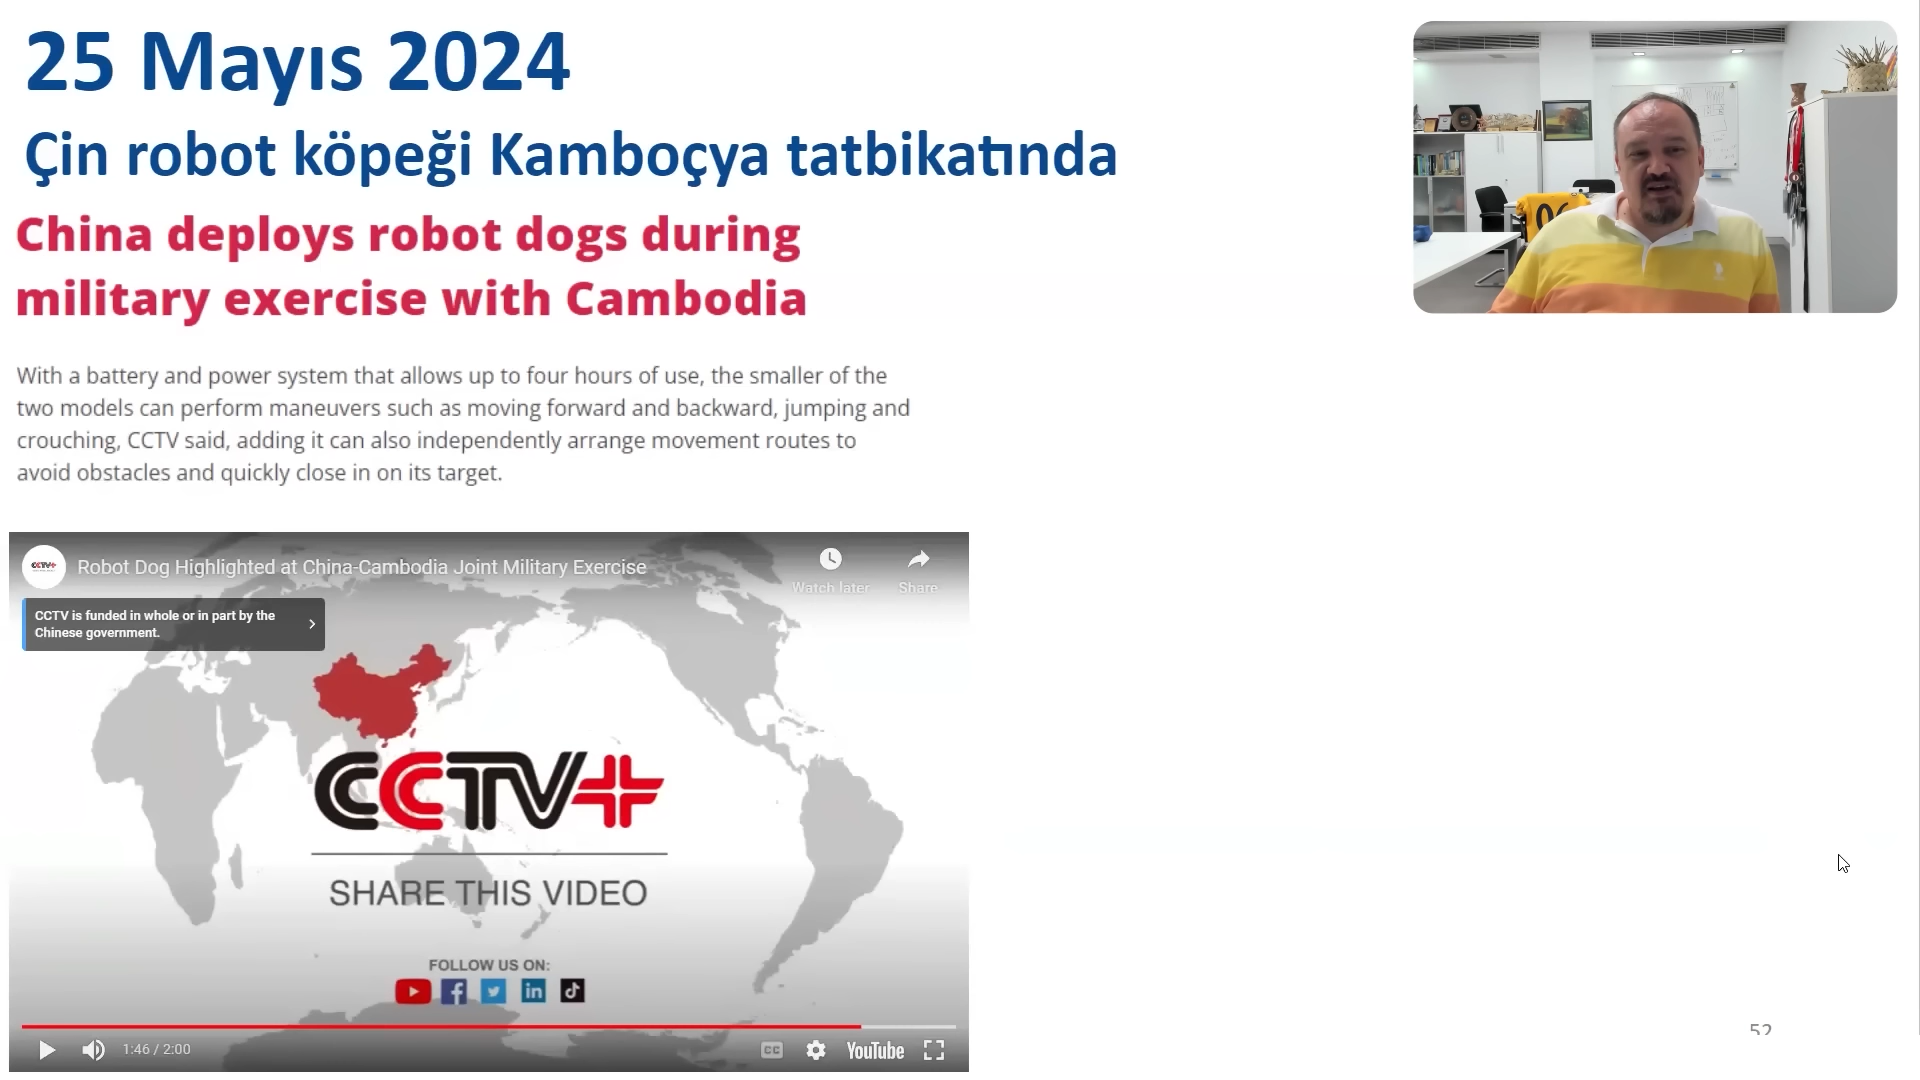 25 Mayıs 2024
Çin robot köpeği Kamboçya tatbikatında
China deploys robot dogs during
military exercise with Cambodia
With a battery and power system that allows up to four hours of use, the smaller of the
two models can perform maneuvers such as moving forward and backward, jumping and
crouching, CCTV said, adding it can also independently arrange movement routes to
avoid obstacles and quickly close in on its target.
CCTV+
Robot Dog Highlighted at China-Cambodia Joint Military Exercise
Watch later
Share
CCTV is funded in whole or in part by the
Chinese government.
CCTV+
SHARE THIS VIDEO
FOLLOW US ON:
1:46 / 2:00
CC
YouTube
52
06